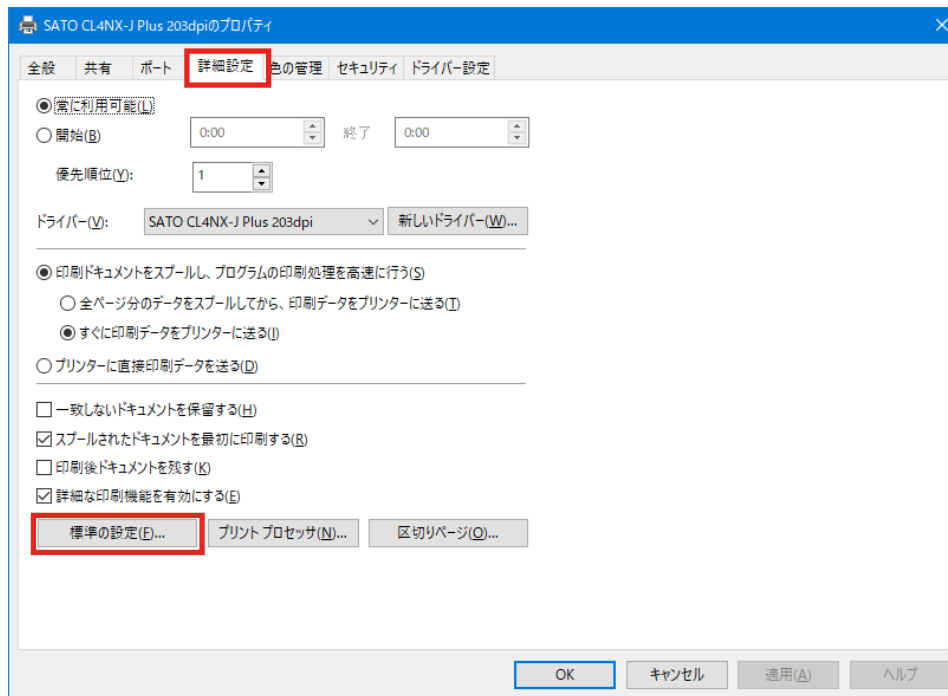 SATO CL4NX-J Plus 203dpiのプロパティ
全般 共有 ポート 詳細設定 色の管理 セキュリティ ドライバー設定
常に利用可能(L)
開始(B) 0:00 終了 0:00
優先順位(Y): 1
ドライバー(V): SATO CL4NX-J Plus 203dpi 新しいドライバー(W)...
印刷ドキュメントをスプールし、プログラムの印刷処理を高速に行う(S)
全ページ分のデータをスプールしてから、印刷データをプリンターに送る(T)
すぐに印刷データをプリンターに送る(I)
プリンターに直接印刷データを送る(D)
一致しないドキュメントを保留する(H)
スプールされたドキュメントを最初に印刷する(R)
印刷後ドキュメントを残す(K)
詳細な印刷機能を有効にする(E)
標準の設定(F)... プリント プロセッサ(N)... 区切りページ(O)...
OK キャンセル 適用(A) ヘルプ